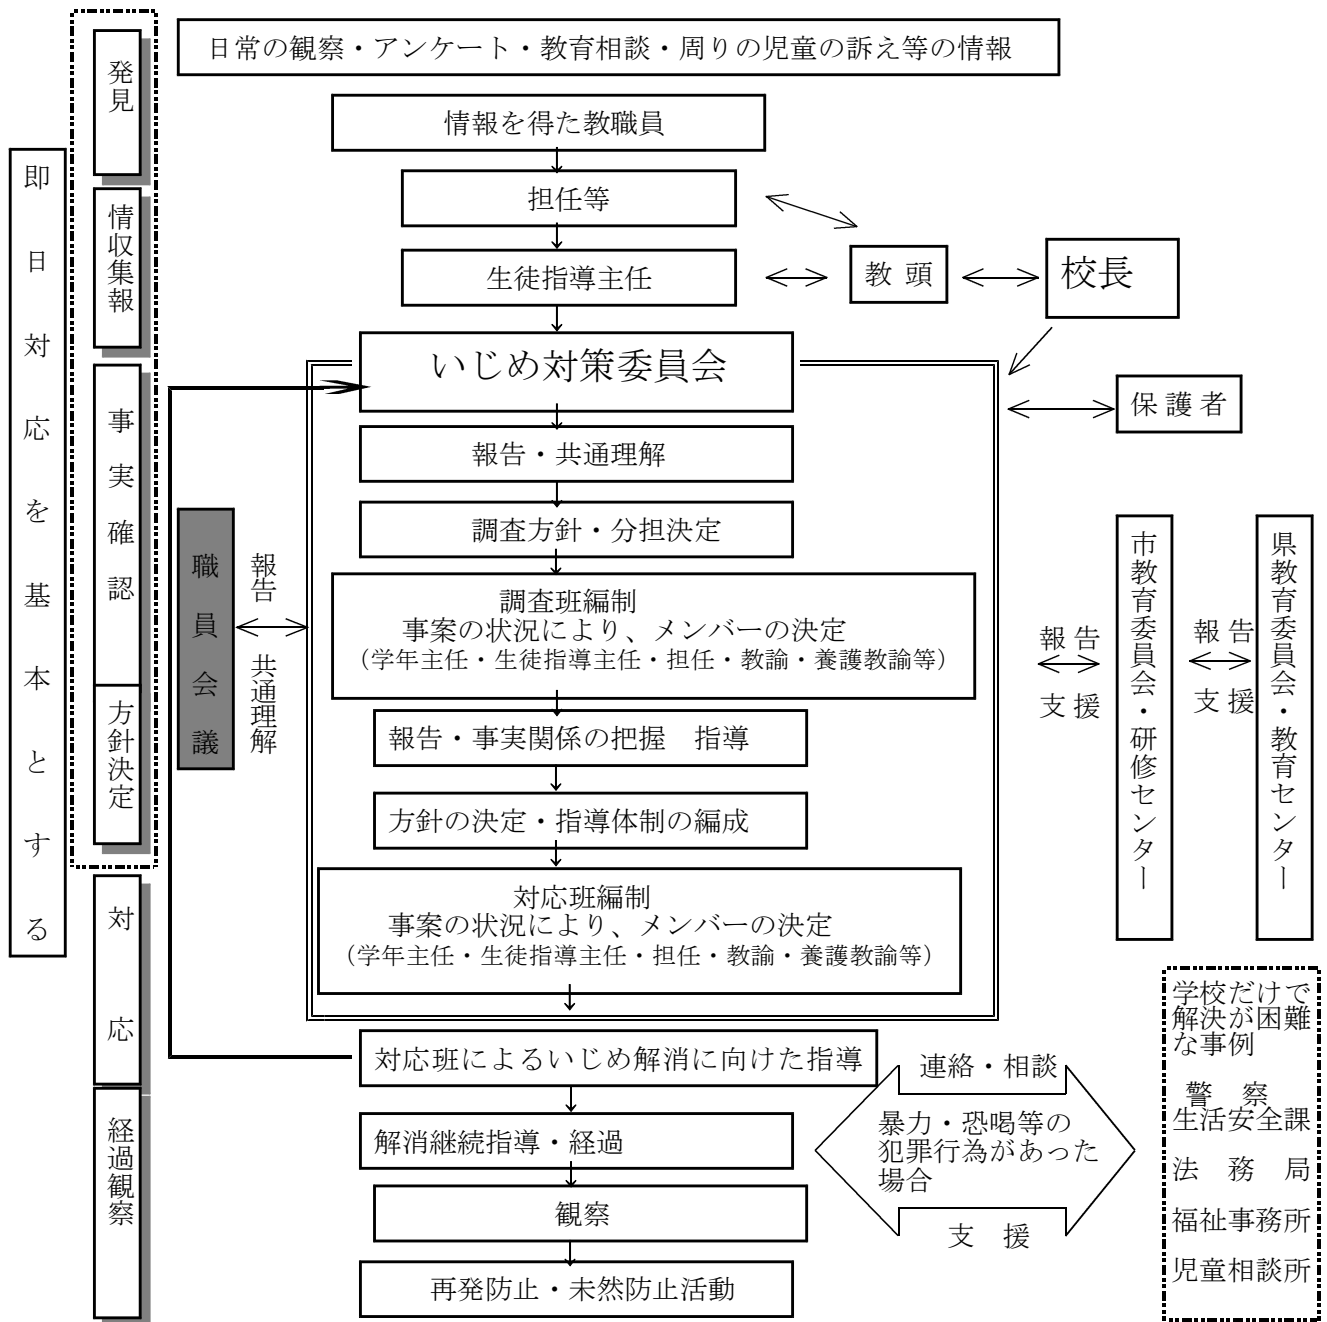 日常の観察・アンケート・教育相談・周りの児童の訴え等の情報
発見
情報を得た教職員
即日対応を基本とする
担任等
情収集報
生徒指導主任
教頭
校長
いじめ対策委員会
保護者
事実確認
報告・共通理解
調査方針・分担決定
職員会議
報告
共通理解
調査班編制
事案の状況により、メンバーの決定
（学年主任・生徒指導主任・担任・教諭・養護教諭等）
報告
支援
市教育委員会・研修センター
報告
支援
県教育委員会・教育センター
方針決定
報告・事実関係の把握　指導
方針の決定・指導体制の編成
対応班編制
事案の状況により、メンバーの決定
（学年主任・生徒指導主任・担任・教諭・養護教諭等）
対応
対応班によるいじめ解消に向けた指導
連絡・相談
暴力・恐喝等の
犯罪行為があった
場合
支　援
学校だけで
解決が困難
な事例
警　察
生活安全課
法　務　局
福祉事務所
児童相談所
経過観察
解消継続指導・経過
観察
再発防止・未然防止活動